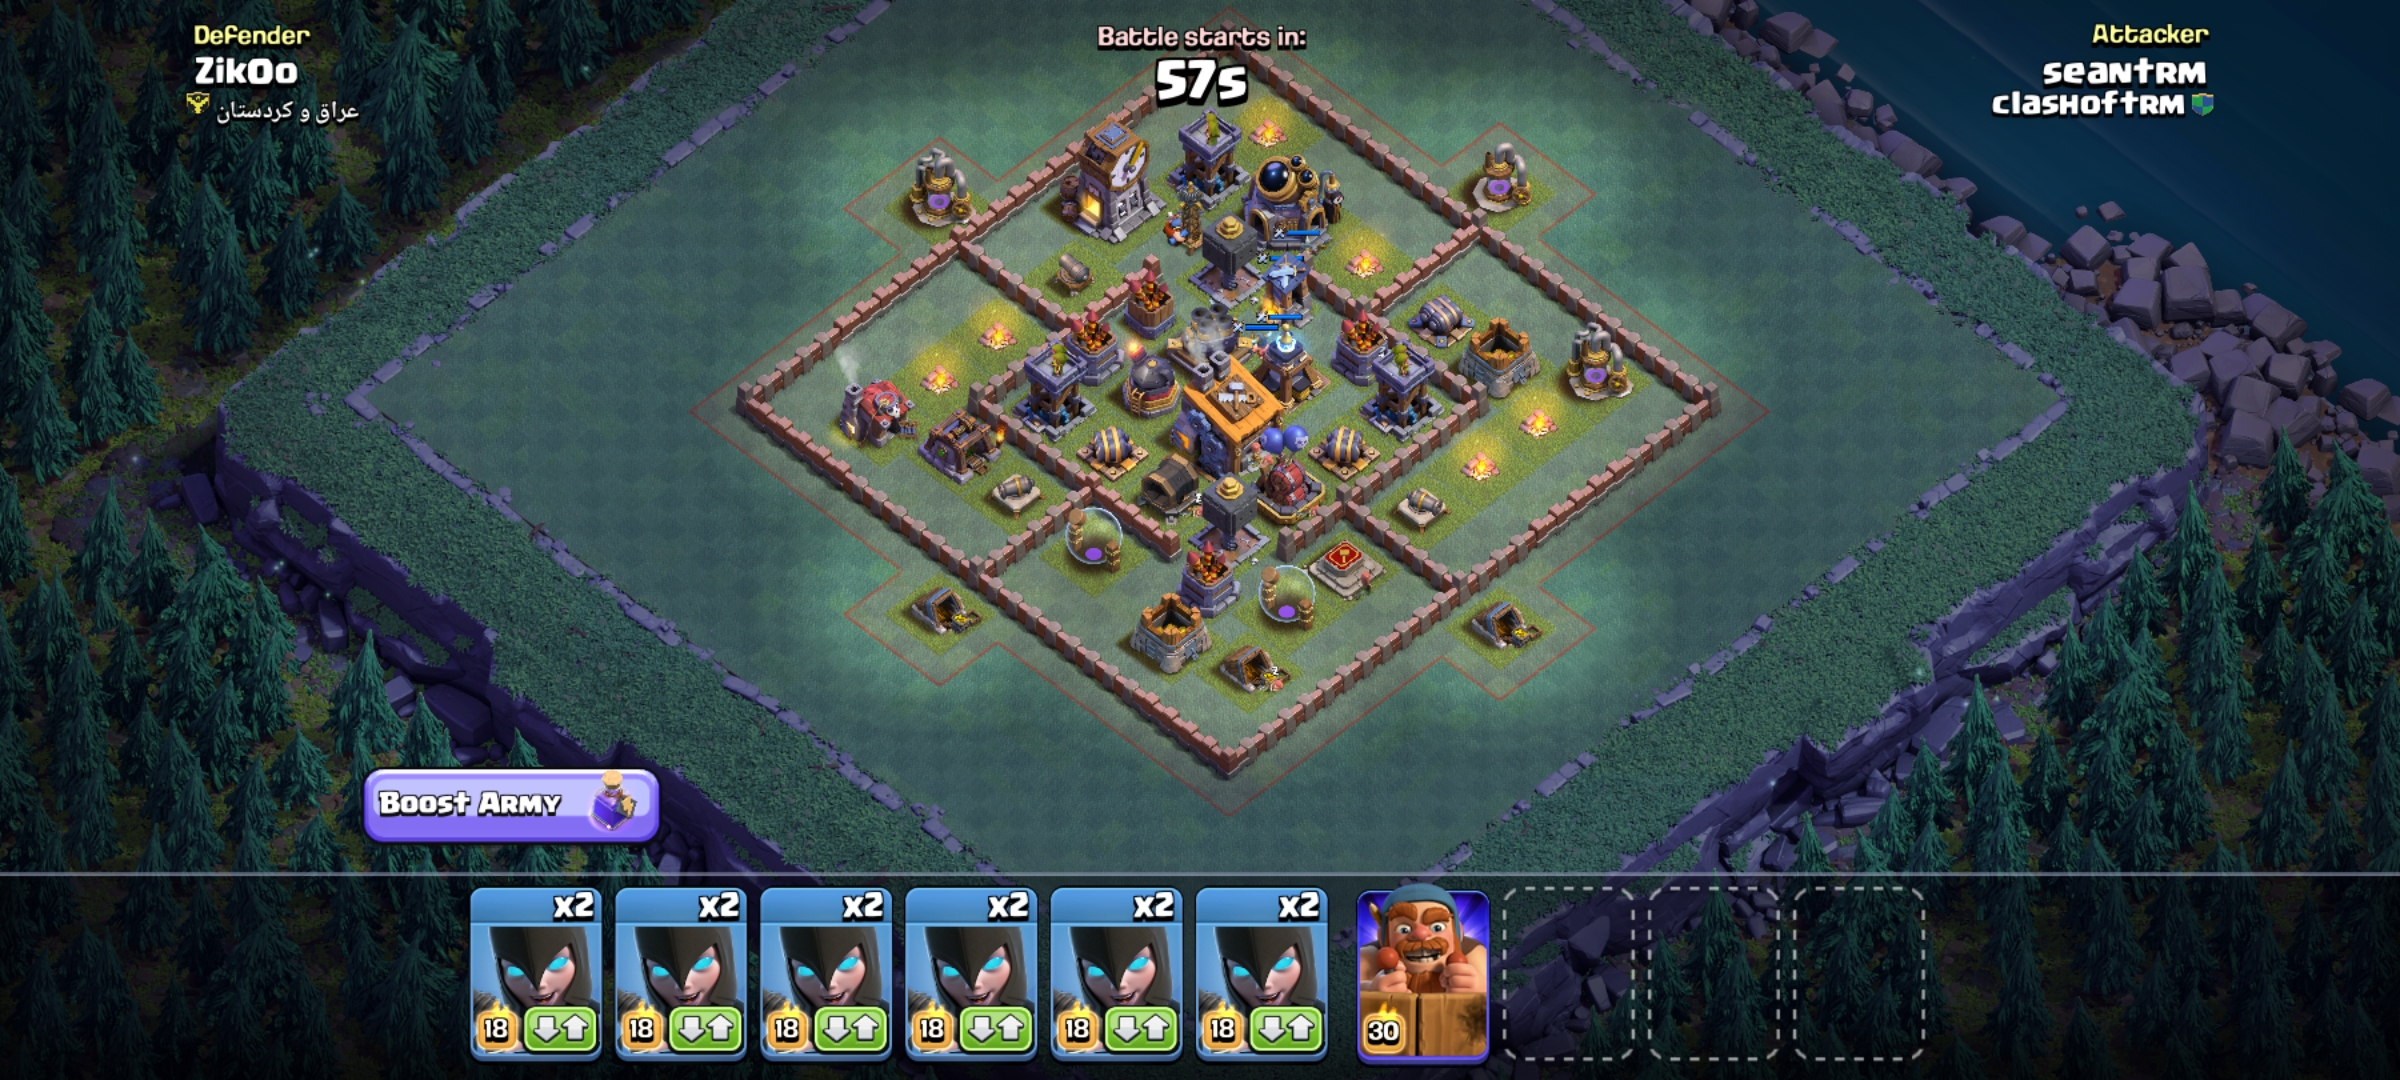 Defender
ZikOo
عراق و كردستان
Battle starts in:
57s
Attacker
seantRM
clashoftRM
Boost Army
x2
x2
x2
x2
x2
x2
18
18
18
18
18
18
30